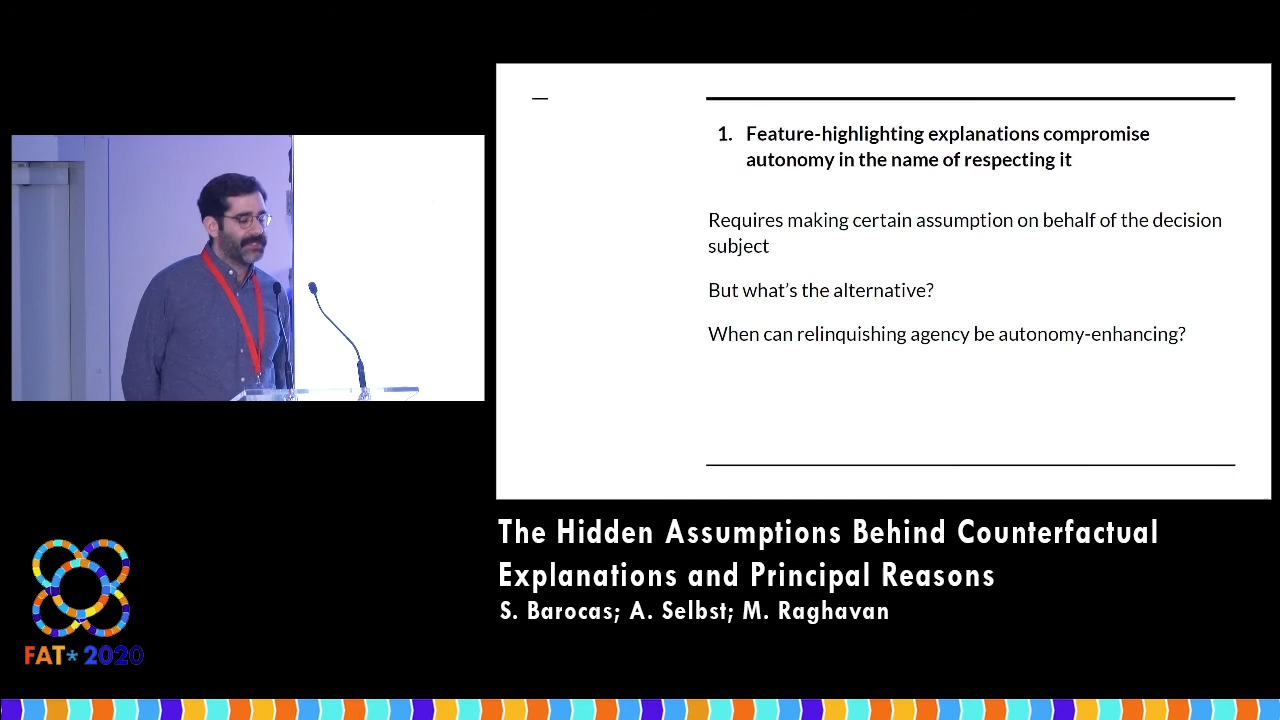 1. Feature-highlighting explanations compromise
autonomy in the name of respecting it
Requires making certain assumption on behalf of the decision
subject
But what's the alternative?
When can relinquishing agency be autonomy-enhancing?
The Hidden Assumptions Behind Counterfactual
Explanations and Principal Reasons
S. Barocas; A. Selbst; M. Raghavan
FAT* 2020